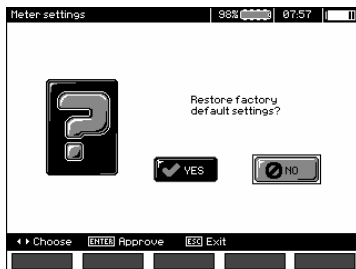 Meter settings 98% 07:57
Restore factory
default settings?
YES NO
Choose ENTER Approve ESC Exit